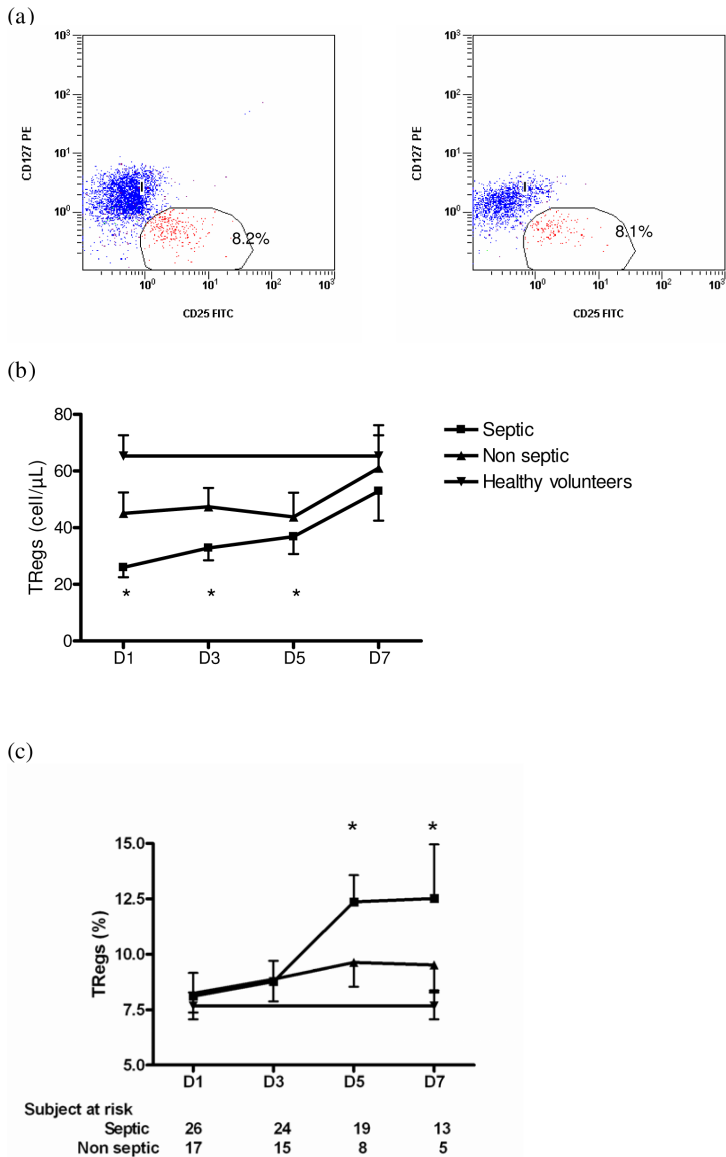 (a)
10³
10²
10¹
10⁰
CD127 PE
I
8.2%
10⁰ 10¹ 10² 10³
CD25 FITC
10³
10²
10¹
10⁰
CD127 PE
I
8.1%
10⁰ 10¹ 10² 10³
CD25 FITC
(b)
80
60
40
20
0
TRegs (cell/µL)
* * *
D1 D3 D5 D7
Septic
Non septic
Healthy volunteers
(c)
* *
15.0
12.5
10.0
7.5
5.0
TRegs (%)
D1 D3 D5 D7
Subject at risk
Septic 26 24 19 13
Non septic 17 15 8 5